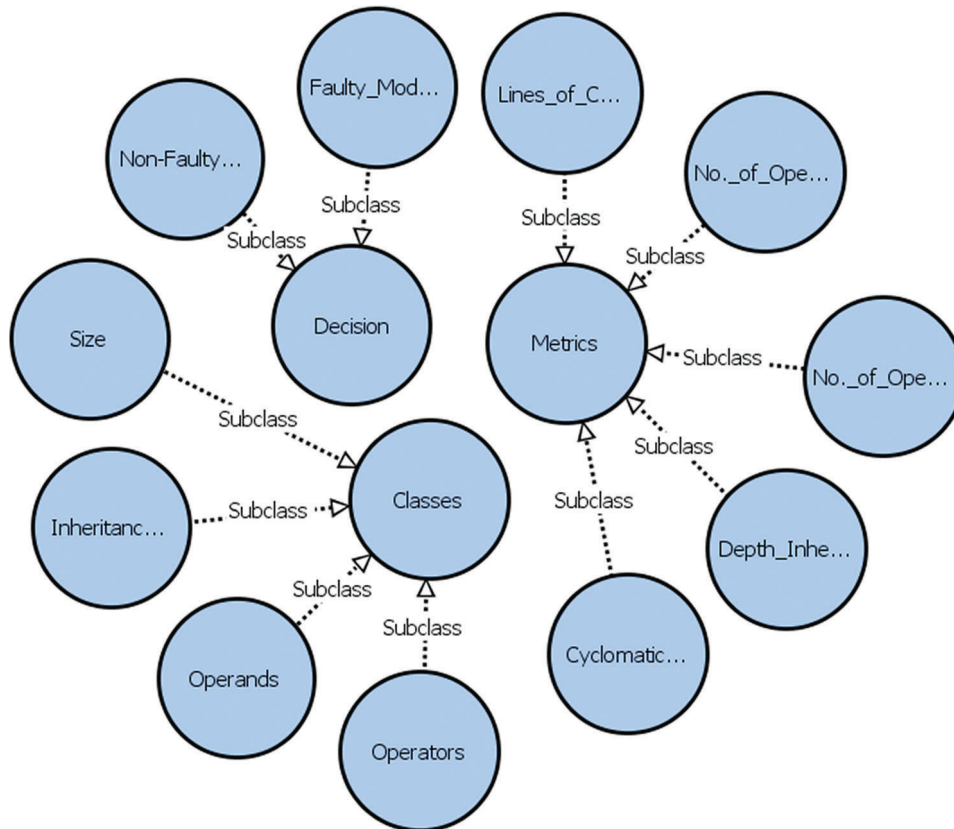 Faulty_Mod...
Lines_of_C...
Non-Faulty...
No._of_Ope...
Subclass
Subclass
Subclass
Subclass
Size
Decision
Metrics
Subclass
No._of_Ope...
Subclass
Subclass
Inheritanc...
Subclass
Classes
Subclass
Depth_Inhe...
Subclass
Subclass
Operands
Cyclomatic...
Operators